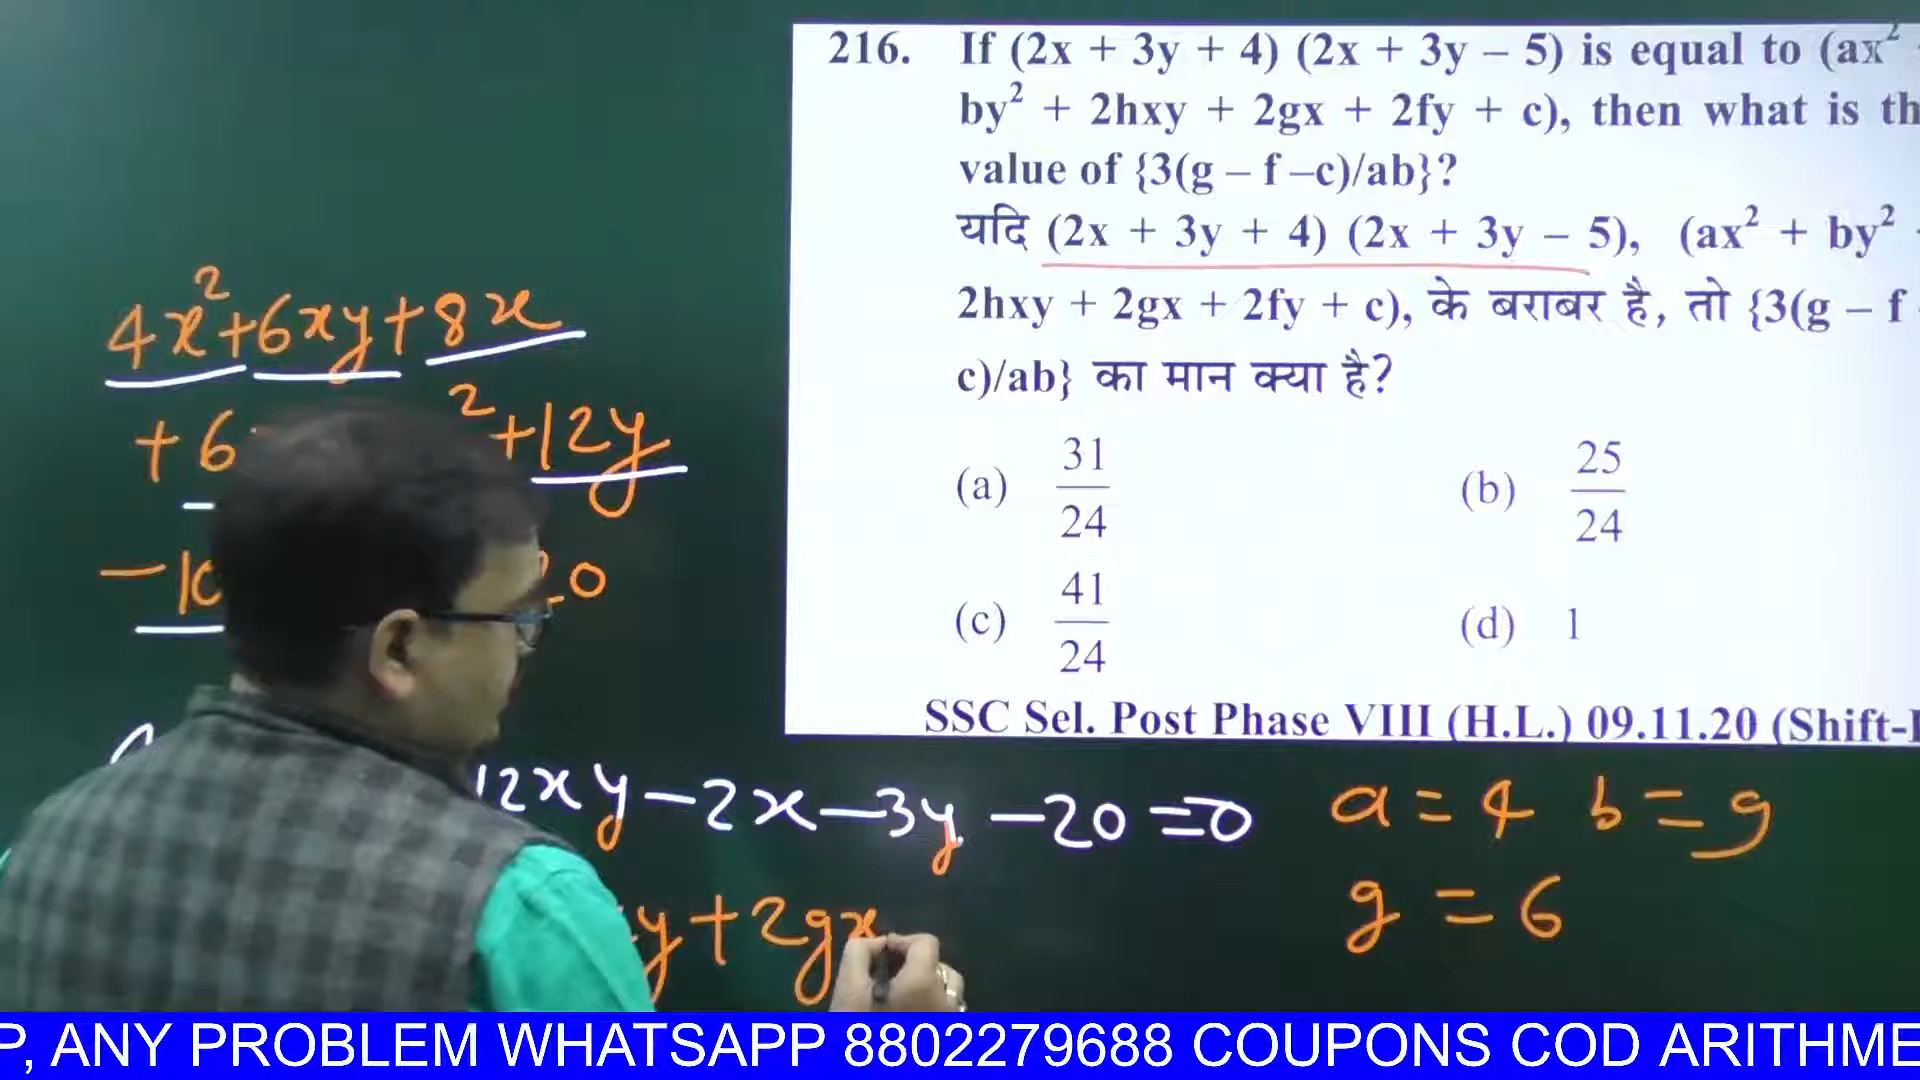 216. If (2x + 3y + 4) (2x + 3y – 5) is equal to (ax²
by² + 2hxy + 2gx + 2fy + c), then what is th
value of {3(g – f –c)/ab}?
यदि (2x + 3y + 4) (2x + 3y – 5), (ax² + by²
2hxy + 2gx + 2fy + c), के बराबर है, तो {3(g – f
c)/ab} का मान क्या है?
(a) 31/24 (b) 25/24
(c) 41/24 (d) 1
SSC Sel. Post Phase VIII (H.L.) 09.11.20 (Shift-I
4x²+6xy+8x
+6 ²+12y
–10 20
12xy–2x–3y–20=0
y+2gx
a=4 b=9
g=6
P, ANY PROBLEM WHATSAPP 8802279688 COUPONS COD ARITHME